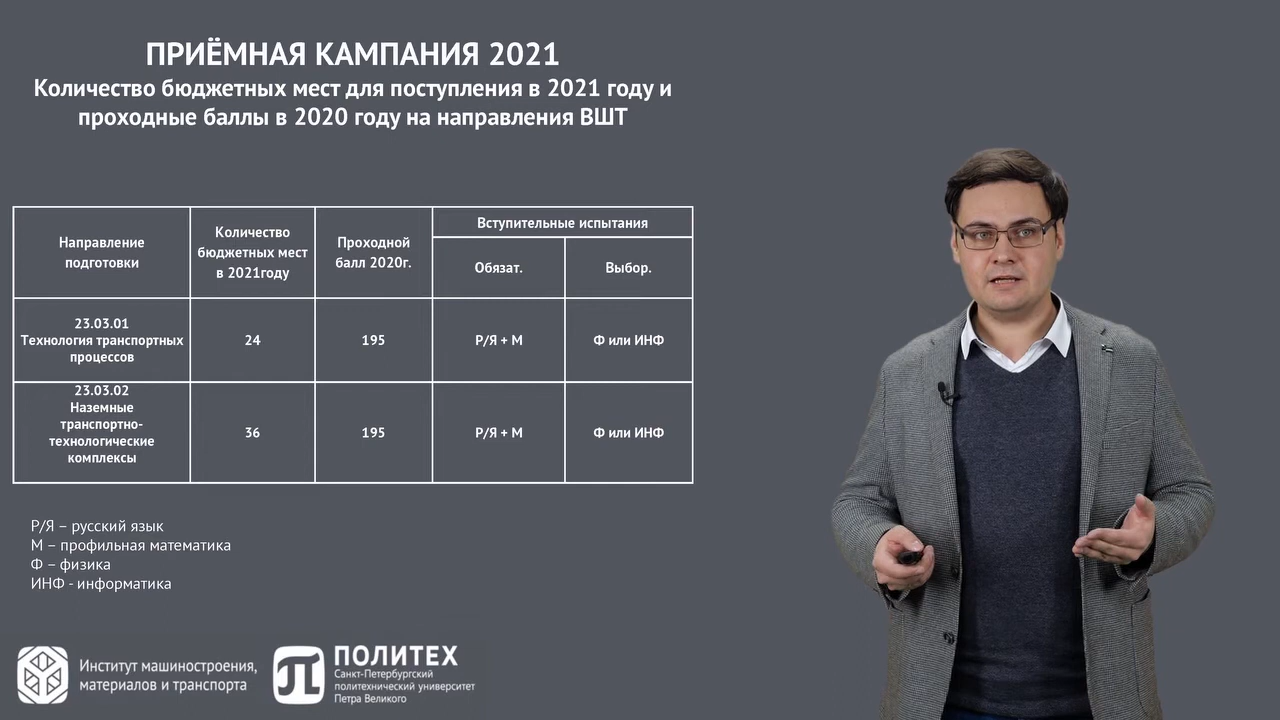 ПРИЁМНАЯ КАМПАНИЯ 2021
Количество бюджетных мест для поступления в 2021 году и
проходные баллы в 2020 году на направления ВШТ
Направление
подготовки
Количество
бюджетных мест
в 2021году
Проходной
балл 2020г.
Вступительные испытания
Обязат.
Выбор.
23.03.01
Технология транспортных
процессов
24
195
Р/Я + М
Ф или ИНФ
23.03.02
Наземные
транспортно-
технологические
комплексы
36
195
Р/Я + М
Ф или ИНФ
Р/Я – русский язык
М – профильная математика
Ф – физика
ИНФ - информатика
Институт машиностроения,
материалов и транспорта
ПОЛИТЕХ
Санкт-Петербургский
политехнический университет
Петра Великого